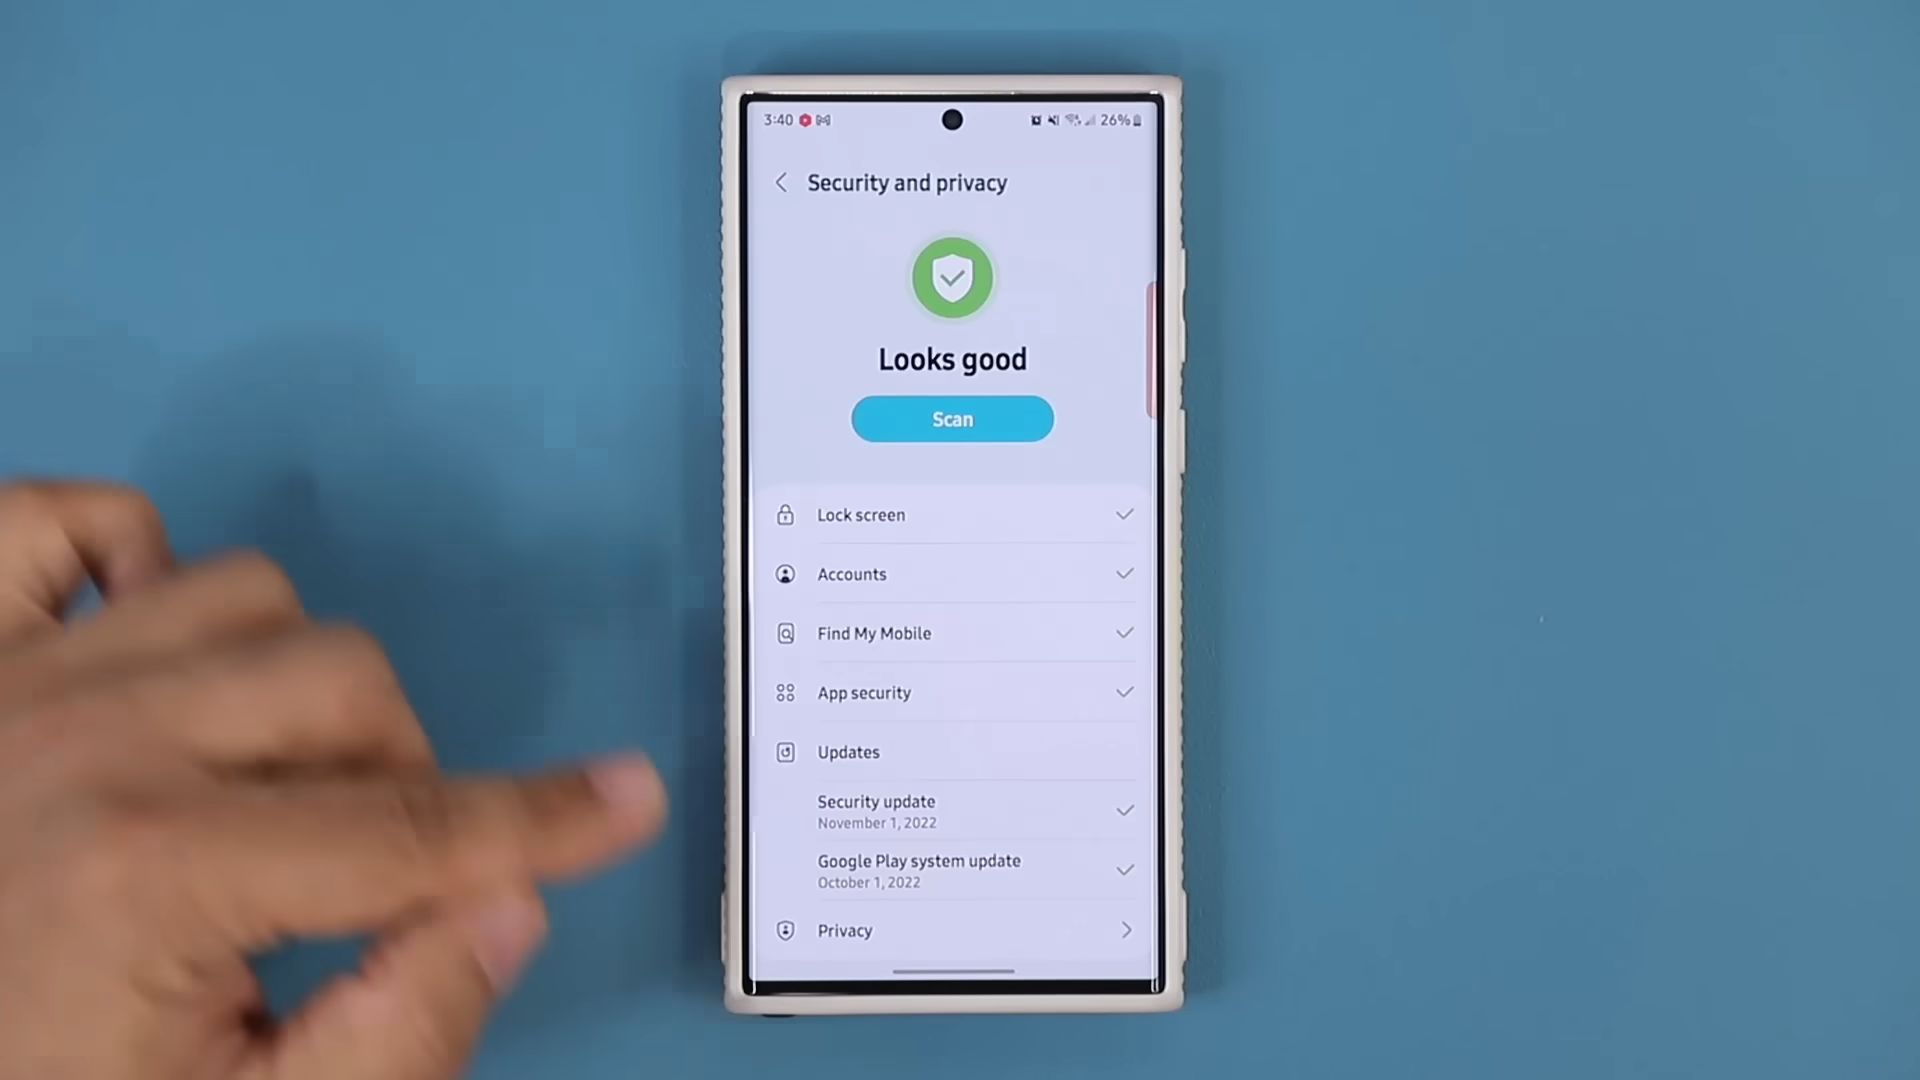 3:40
26%
Security and privacy
Looks good
Scan
Lock screen
Accounts
Find My Mobile
App security
Updates
Security update
November 1, 2022
Google Play system update
October 1, 2022
Privacy